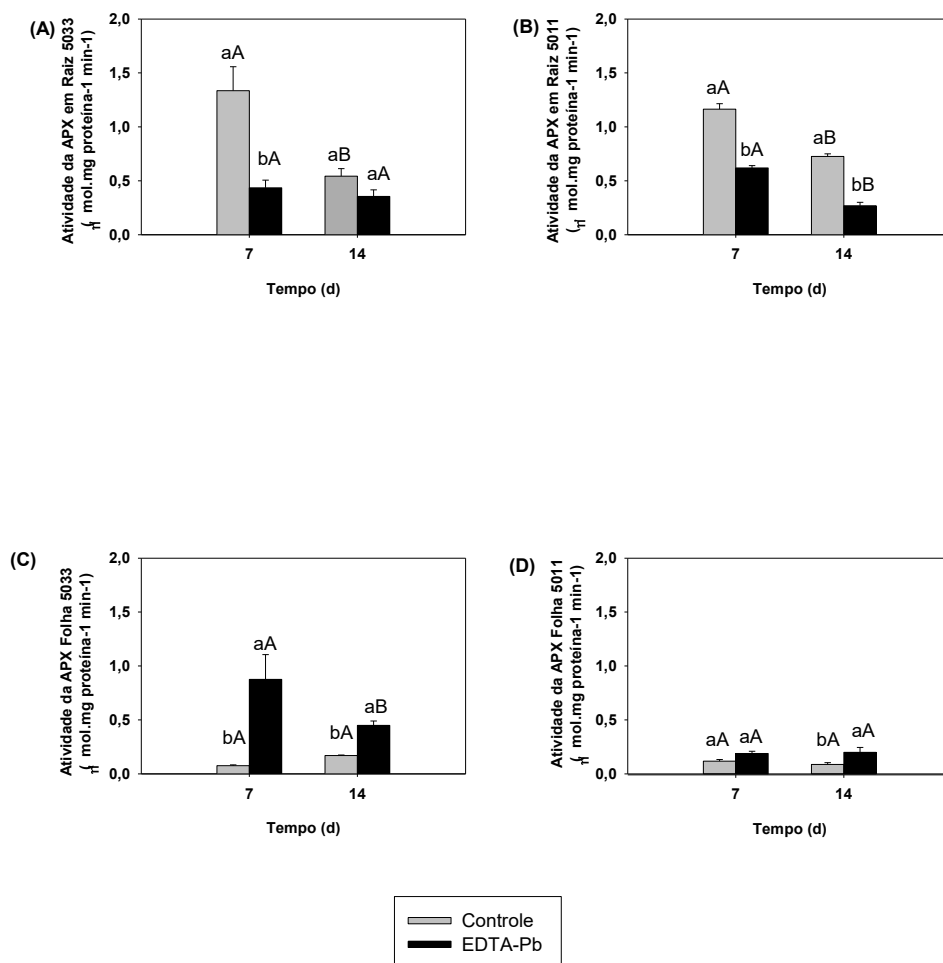 (A)
Atividade da APX em Raiz 5033
mol.mg proteína-1 min-1)
2,0
1,5
1,0
0,5
0,0
aA
bA
aB
aA
7
14
Tempo (d)
(B)
Atividade da APX em Raiz 5011
mol.mg proteína-1 min-1)
2,0
1,5
1,0
0,5
0,0
aA
bA
aB
bB
7
14
Tempo (d)
(C)
Atividade da APX Folha 5033
mol.mg proteína-1 min-1)
2,0
1,5
1,0
0,5
0,0
bA
aA
bA
aB
7
14
Tempo (d)
(D)
Atividade da APX Folha 5011
mol.mg proteína-1 min-1)
2,0
1,5
1,0
0,5
0,0
aA
aA
bA
aA
7
14
Tempo (d)
Controle
EDTA-Pb